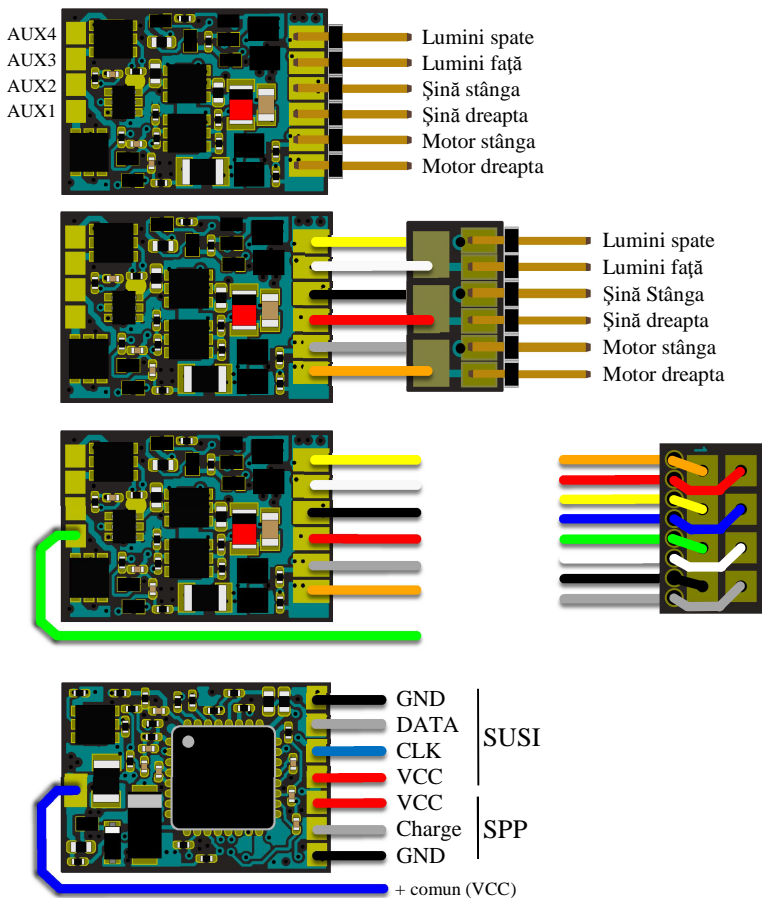 AUX4
AUX3
AUX2
AUX1
Lumini spate
Lumini față
Șină stânga
Șină dreapta
Motor stânga
Motor dreapta
Lumini spate
Lumini față
Șină Stânga
Șină dreapta
Motor stânga
Motor dreapta
1
GND
DATA
CLK
VCC
SUSI
VCC
Charge
GND
SPP
+ comun (VCC)